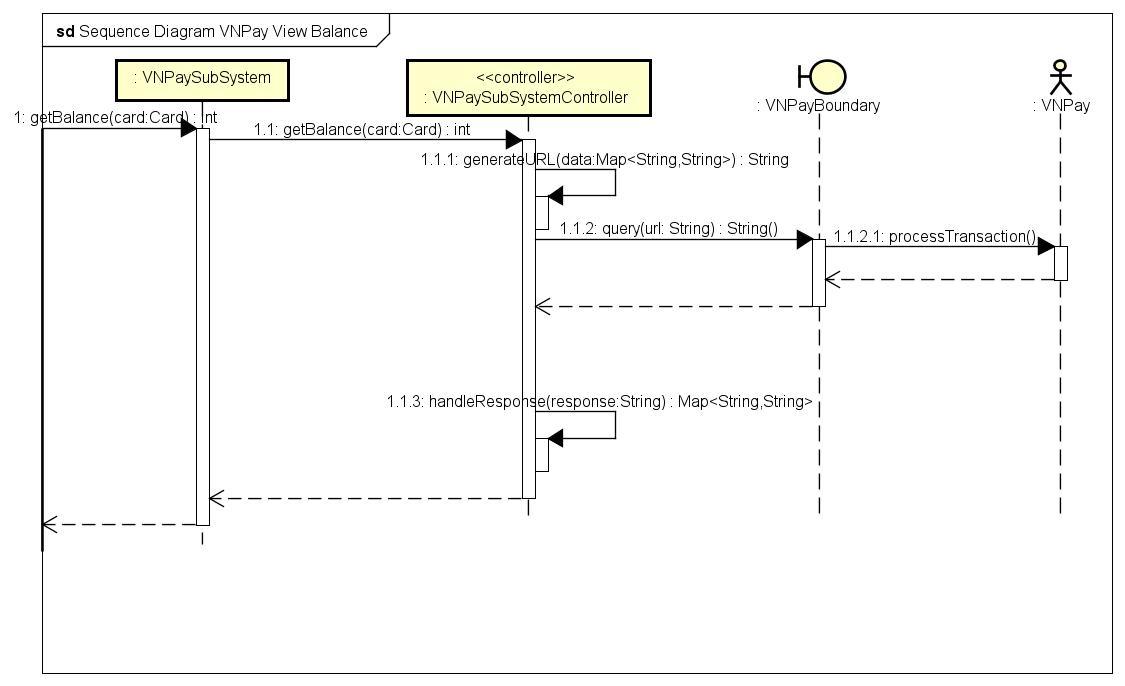 sd Sequence Diagram VNPay View Balance
: VNPaySubSystem
<<controller>>
: VNPaySubSystemController
: VNPayBoundary
: VNPay
1: getBalance(card:Card) : int
1.1: getBalance(card:Card) : int
1.1.1: generateURL(data:Map<String,String>) : String
1.1.2: query(url: String) : String()
1.1.2.1: processTransaction()
1.1.3: handleResponse(response:String) : Map<String,String>